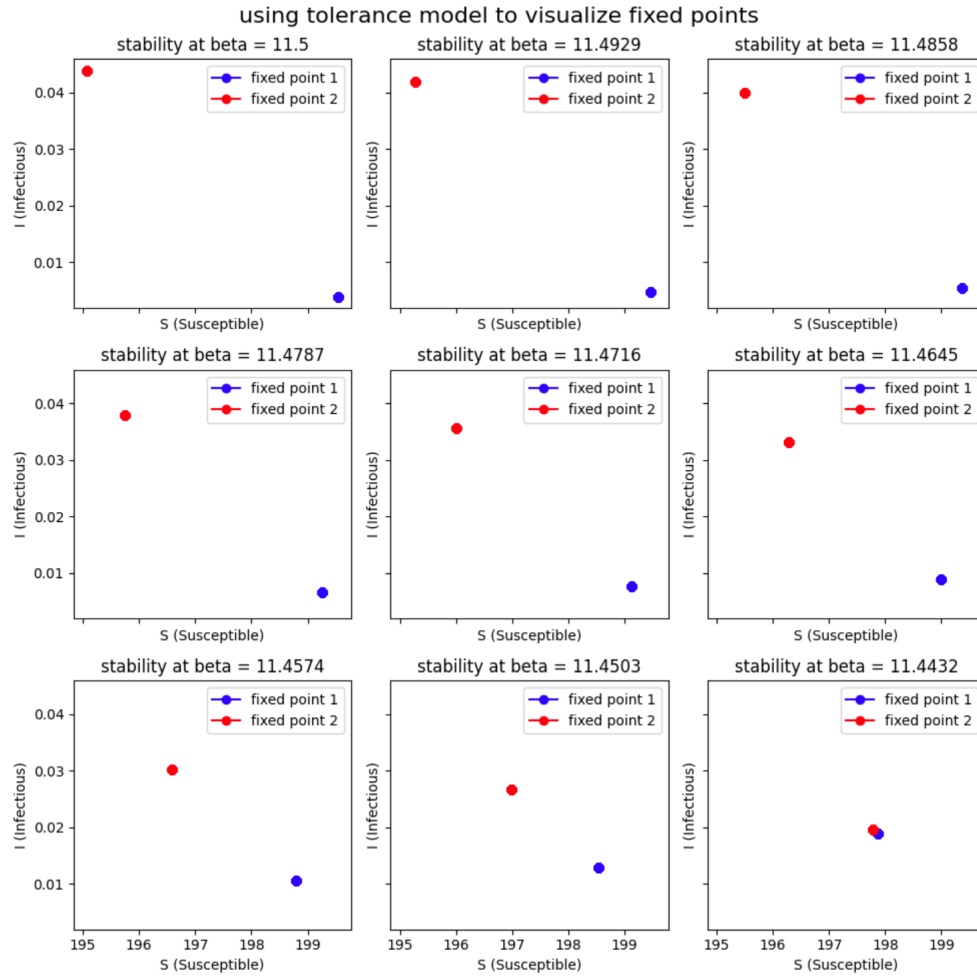 using tolerance model to visualize fixed points
stability at beta = 11.5
fixed point 1
fixed point 2
0.04
0.03
0.02
0.01
I (Infectious)
S (Susceptible)
stability at beta = 11.4929
fixed point 1
fixed point 2
I (Infectious)
S (Susceptible)
stability at beta = 11.4858
fixed point 1
fixed point 2
I (Infectious)
S (Susceptible)
stability at beta = 11.4787
fixed point 1
fixed point 2
0.04
0.03
0.02
0.01
I (Infectious)
S (Susceptible)
stability at beta = 11.4716
fixed point 1
fixed point 2
I (Infectious)
S (Susceptible)
stability at beta = 11.4645
fixed point 1
fixed point 2
I (Infectious)
S (Susceptible)
stability at beta = 11.4574
fixed point 1
fixed point 2
0.04
0.03
0.02
0.01
I (Infectious)
195 196 197 198 199
S (Susceptible)
stability at beta = 11.4503
fixed point 1
fixed point 2
I (Infectious)
195 196 197 198 199
S (Susceptible)
stability at beta = 11.4432
fixed point 1
fixed point 2
I (Infectious)
195 196 197 198 199
S (Susceptible)